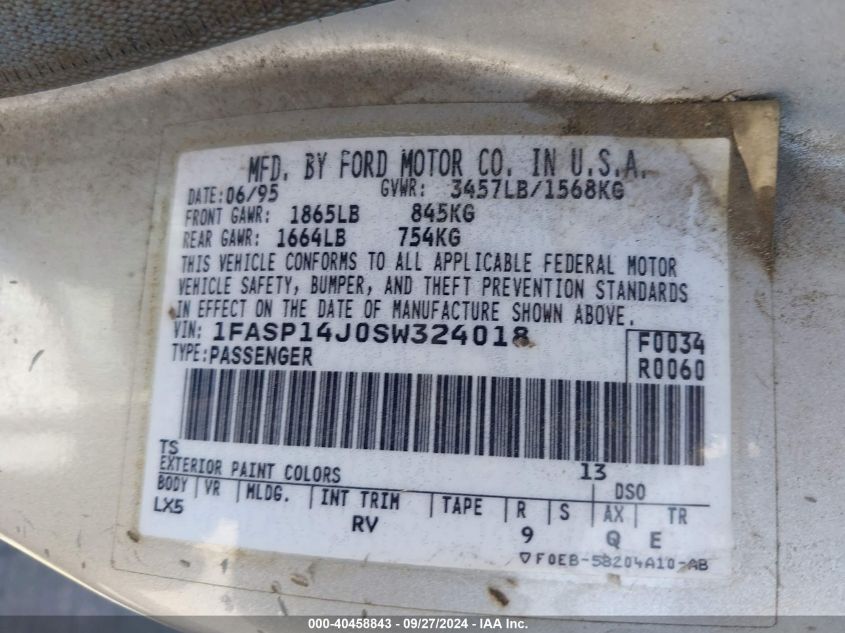 MFD. BY FORD MOTOR CO. IN U.S.A.
DATE:06/95 GVWR: 3457LB/1568KG
FRONT GAWR: 1865LB 845KG
REAR GAWR: 1664LB 754KG
THIS VEHICLE CONFORMS TO ALL APPLICABLE FEDERAL MOTOR
VEHICLE SAFETY, BUMPER, AND THEFT PREVENTION STANDARDS
IN EFFECT ON THE DATE OF MANUFACTURE SHOWN ABOVE.
VIN: 1FASP14J0SW324018 F0034
TYPE:PASSENGER R0060
TS 13
EXTERIOR PAINT COLORS DSO
BODY VR MLDG. INT TRIM TAPE R S AX TR
LX5 RV 9 Q E
▽F0EB-5B204A10-AB
000-40458843 / 09/27/2024 / IAAI.com